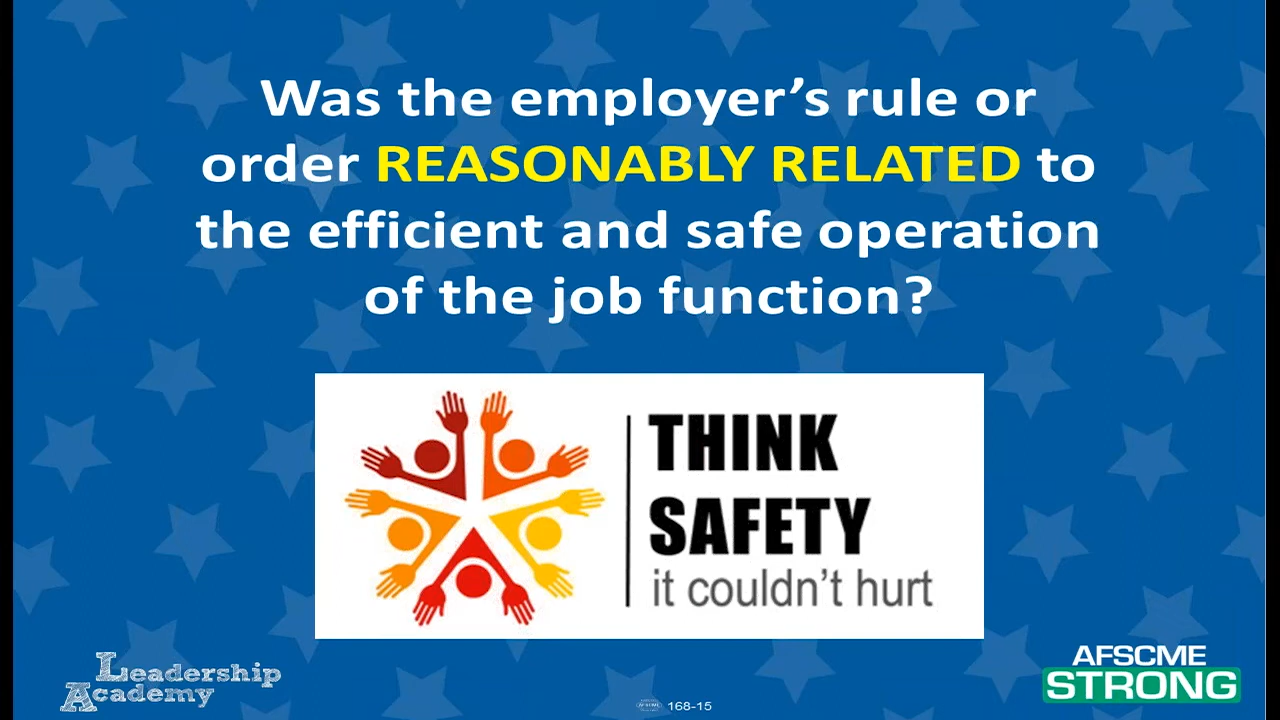 Was the employer’s rule or
order REASONABLY RELATED to
the efficient and safe operation
of the job function?
THINK
SAFETY
it couldn’t hurt
Leadership
Academy
168-15
AFSCME
STRONG